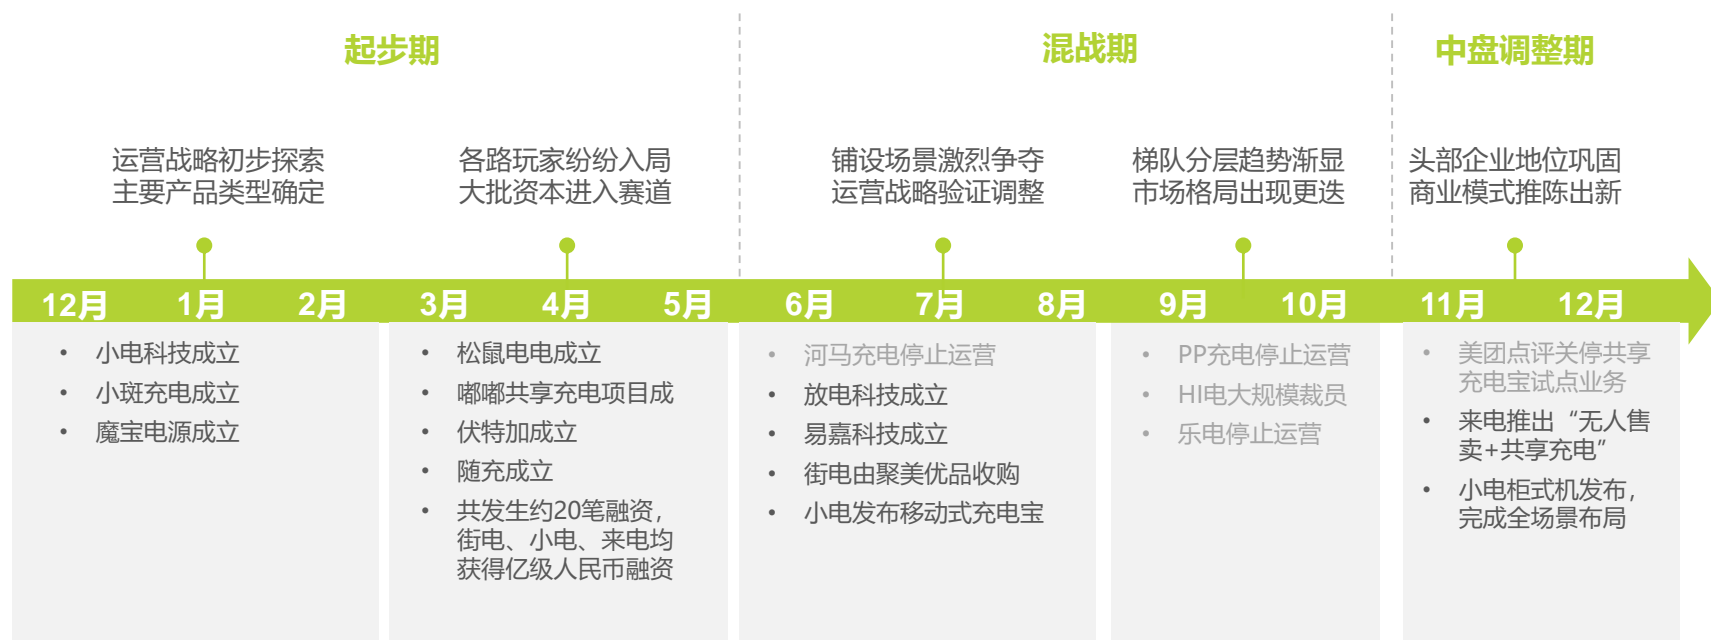 起步期
混战期
中盘调整期
运营战略初步探索
主要产品类型确定
各路玩家纷纷入局
大批资本进入赛道
铺设场景激烈争夺
运营战略验证调整
梯队分层趋势渐显
市场格局出现更迭
头部企业地位巩固
商业模式推陈出新
12月 1月 2月 3月 4月 5月 6月 7月 8月 9月 10月 11月 12月
• 小电科技成立
• 小斑充电成立
• 魔宝电源成立
• 松鼠电电成立
• 嘟嘟共享充电项目成
• 伏特加成立
• 随充成立
• 共发生约20笔融资，
街电、小电、来电均
获得亿级人民币融资
• 河马充电停止运营
• 放电科技成立
• 易嘉科技成立
• 街电由聚美优品收购
• 小电发布移动式充电宝
• PP充电停止运营
• HI电大规模裁员
• 乐电停止运营
• 美团点评关停共享
充电宝试点业务
• 来电推出“无人售
卖+共享充电”
• 小电柜式机发布，
完成全场景布局